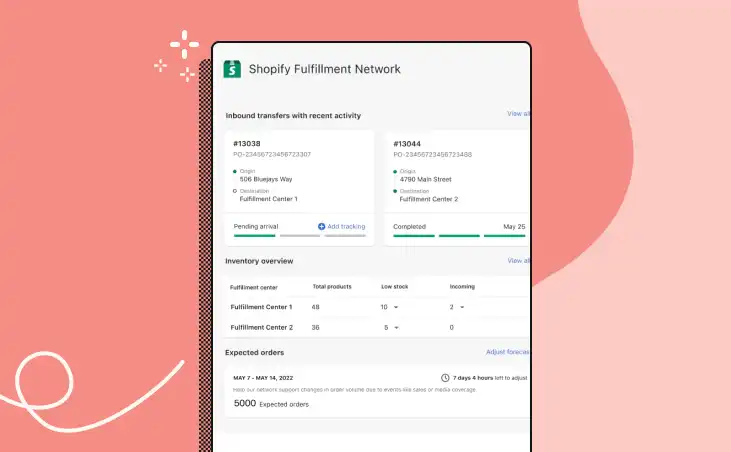 Shopify Fulfillment Network
Inbound transfers with recent activity
View all
#13038
PO-23456723456723307
Origin
506 Bluejays Way
Destination
Fulfillment Center 1
Pending arrival
Add tracking
#13044
PO-23456723456723488
Origin
4790 Main Street
Destination
Fulfillment Center 2
Completed
May 25
Inventory overview
View all
Fulfillment center Total products Low stock Incoming
Fulfillment Center 1 48 10 2
Fulfillment Center 2 36 5 0
Expected orders
Adjust forecas
MAY 7 - MAY 14, 2022
7 days 4 hours left to adjust
Help our network support changes in order volume due to events like sales or media coverage.
5000 Expected orders